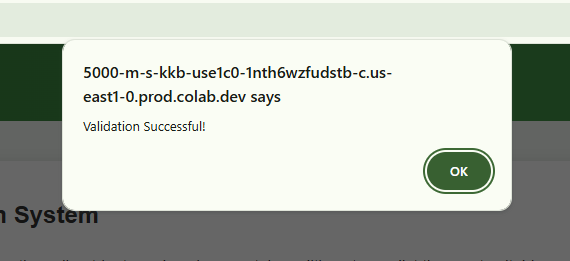 5000-m-s-kkb-use1c0-1nth6wzfudstb-c.us-
east1-0.prod.colab.dev says
Validation Successful!
OK
System